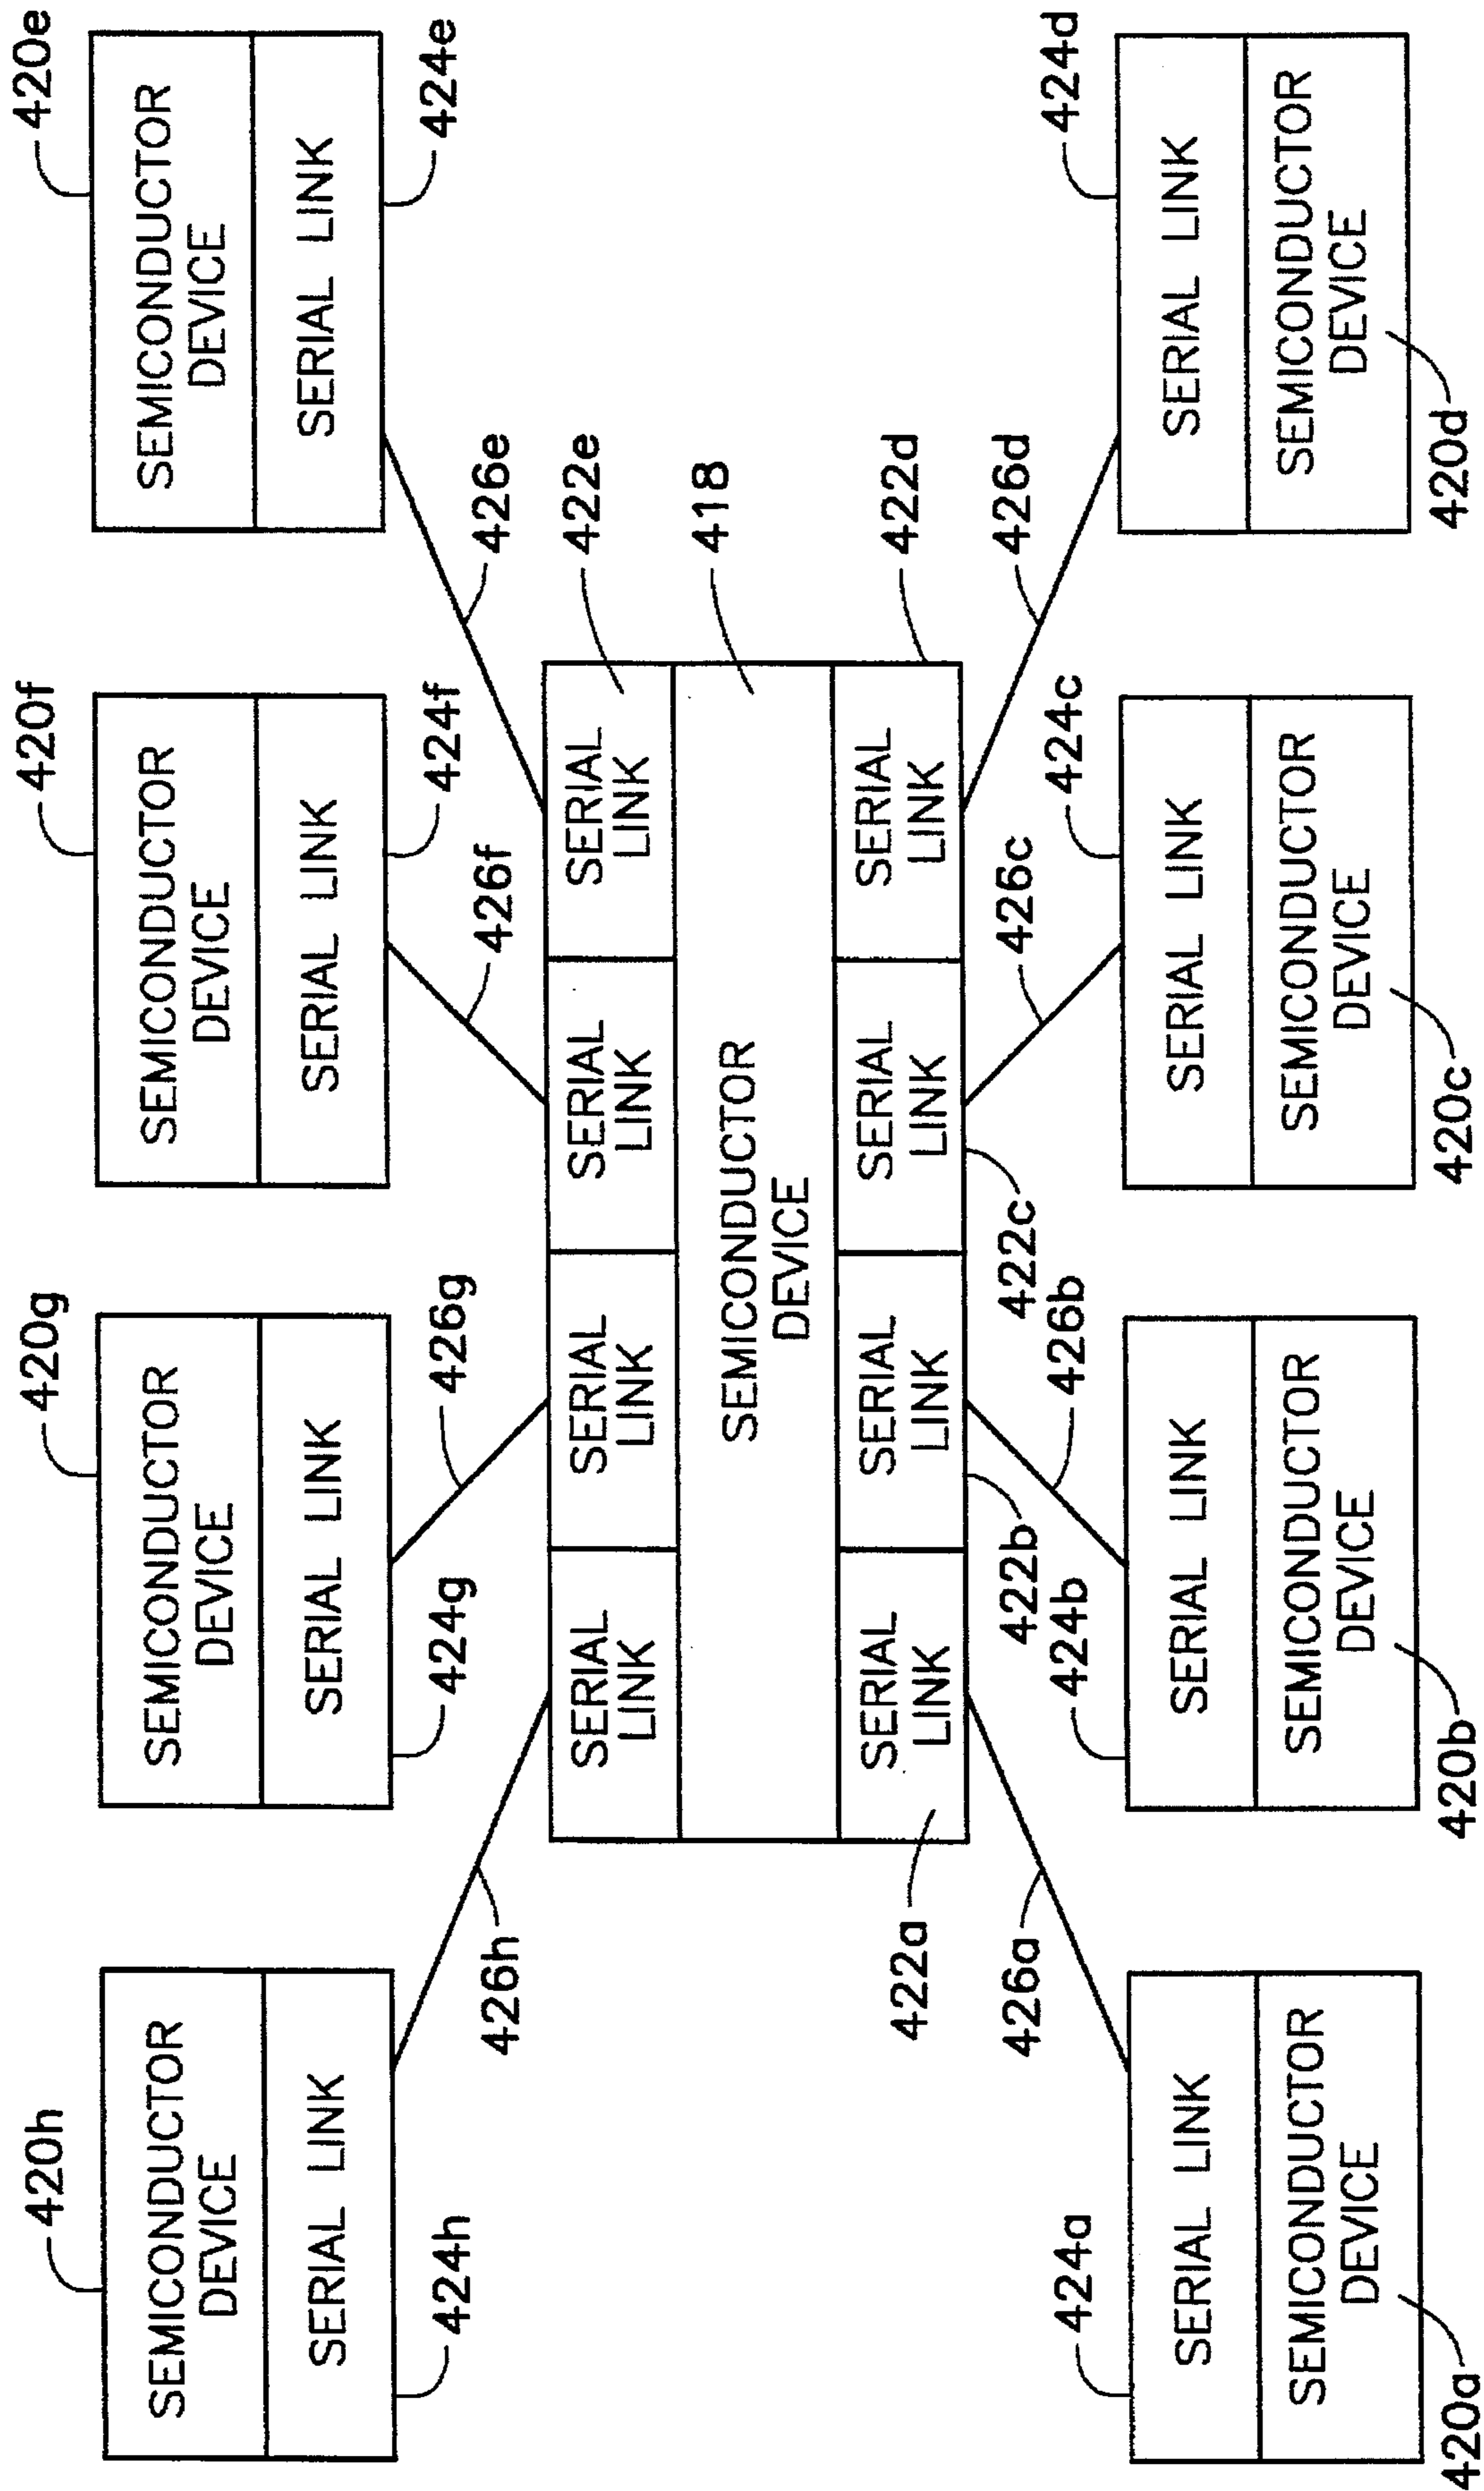 420h
420g
420f
420e
SEMICONDUCTOR
DEVICE
SEMICONDUCTOR
DEVICE
SEMICONDUCTOR
DEVICE
SEMICONDUCTOR
DEVICE
SERIAL LINK
SERIAL LINK
SERIAL LINK
SERIAL LINK
424h
424g
424f
424e
426h
426g
426f
426e
SERIAL
LINK
SERIAL
LINK
SERIAL
LINK
SERIAL
LINK
422e
SEMICONDUCTOR
DEVICE
418
SERIAL
LINK
SERIAL
LINK
SERIAL
LINK
SERIAL
LINK
422a
422b
422c
422d
426a
426b
426c
426d
424a
424b
424c
424d
SERIAL LINK
SERIAL LINK
SERIAL LINK
SERIAL LINK
SEMICONDUCTOR
DEVICE
SEMICONDUCTOR
DEVICE
SEMICONDUCTOR
DEVICE
SEMICONDUCTOR
DEVICE
420a
420b
420c
420d